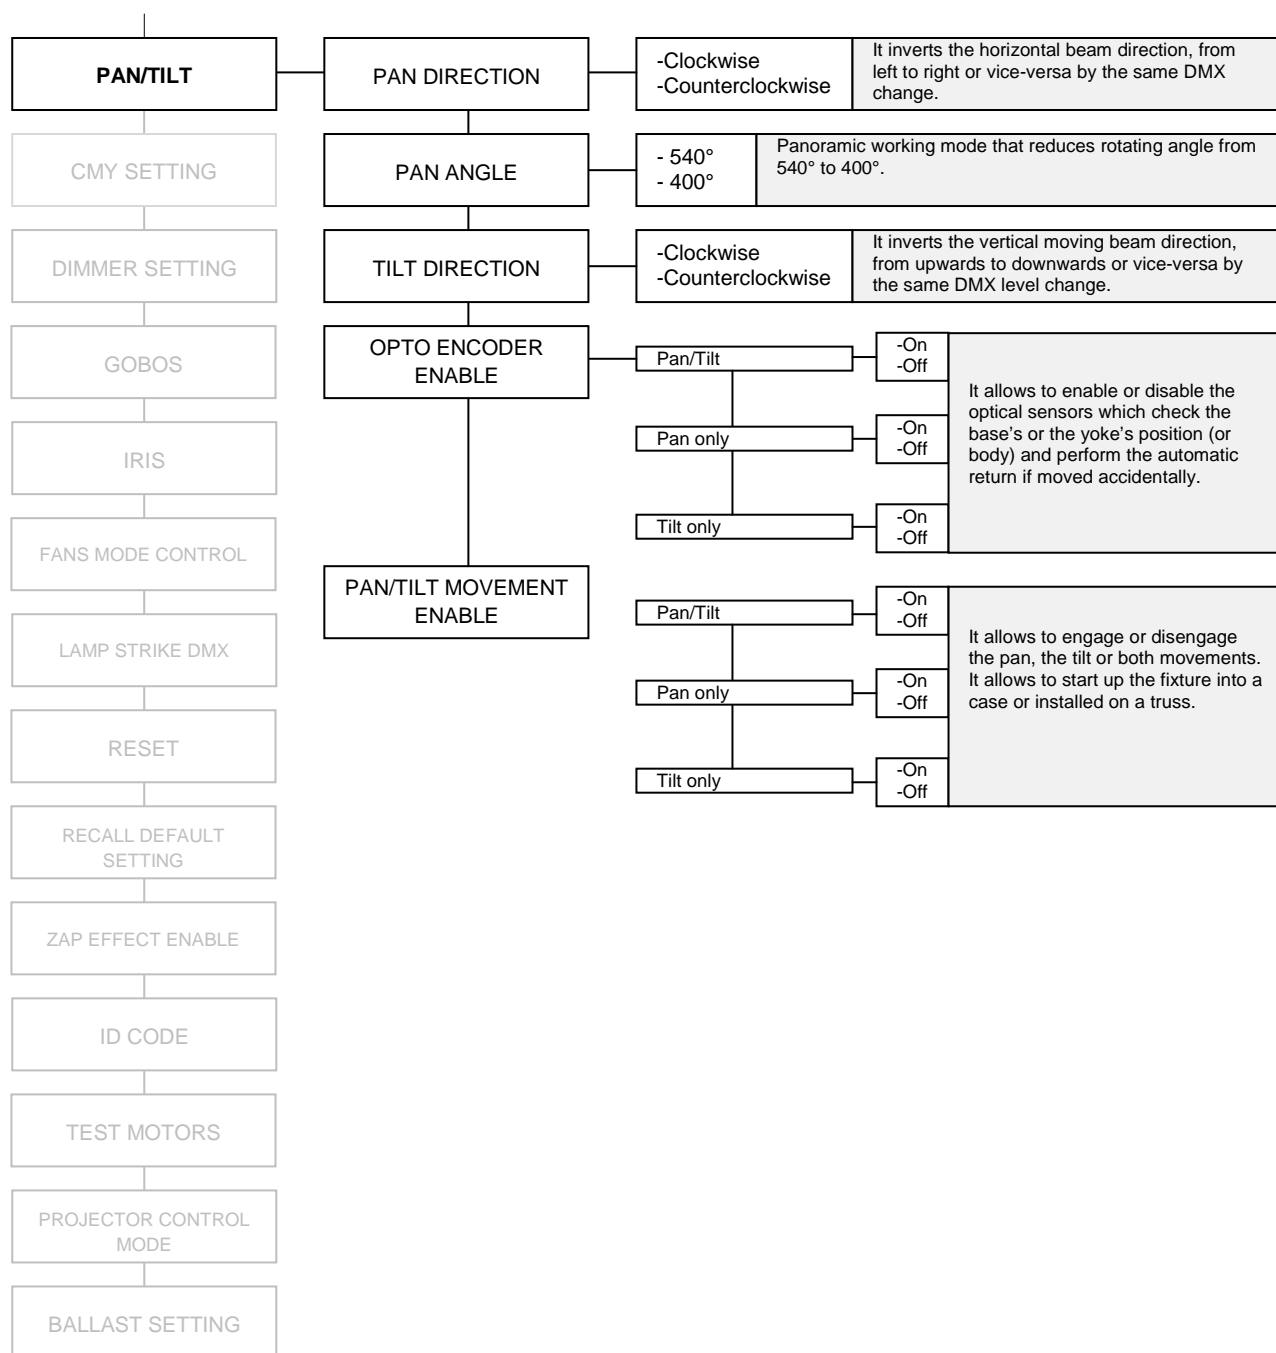 PAN/TILT
PAN DIRECTION
-Clockwise
-Counterclockwise
It inverts the horizontal beam direction, from
left to right or vice-versa by the same DMX
change.
CMY SETTING
PAN ANGLE
- 540°
- 400°
Panoramic working mode that reduces rotating angle from
540° to 400°.
DIMMER SETTING
TILT DIRECTION
-Clockwise
-Counterclockwise
It inverts the vertical moving beam direction,
from upwards to downwards or vice-versa by
the same DMX level change.
GOBOS
OPTO ENCODER
ENABLE
Pan/Tilt
-On
-Off
Pan only
-On
-Off
Tilt only
-On
-Off
It allows to enable or disable the
optical sensors which check the
base's or the yoke's position (or
body) and perform the automatic
return if moved accidentally.
IRIS
FANS MODE CONTROL
PAN/TILT MOVEMENT
ENABLE
Pan/Tilt
-On
-Off
Pan only
-On
-Off
Tilt only
-On
-Off
It allows to engage or disengage
the pan, the tilt or both movements.
It allows to start up the fixture into a
case or installed on a truss.
LAMP STRIKE DMX
RESET
RECALL DEFAULT
SETTING
ZAP EFFECT ENABLE
ID CODE
TEST MOTORS
PROJECTOR CONTROL
MODE
BALLAST SETTING